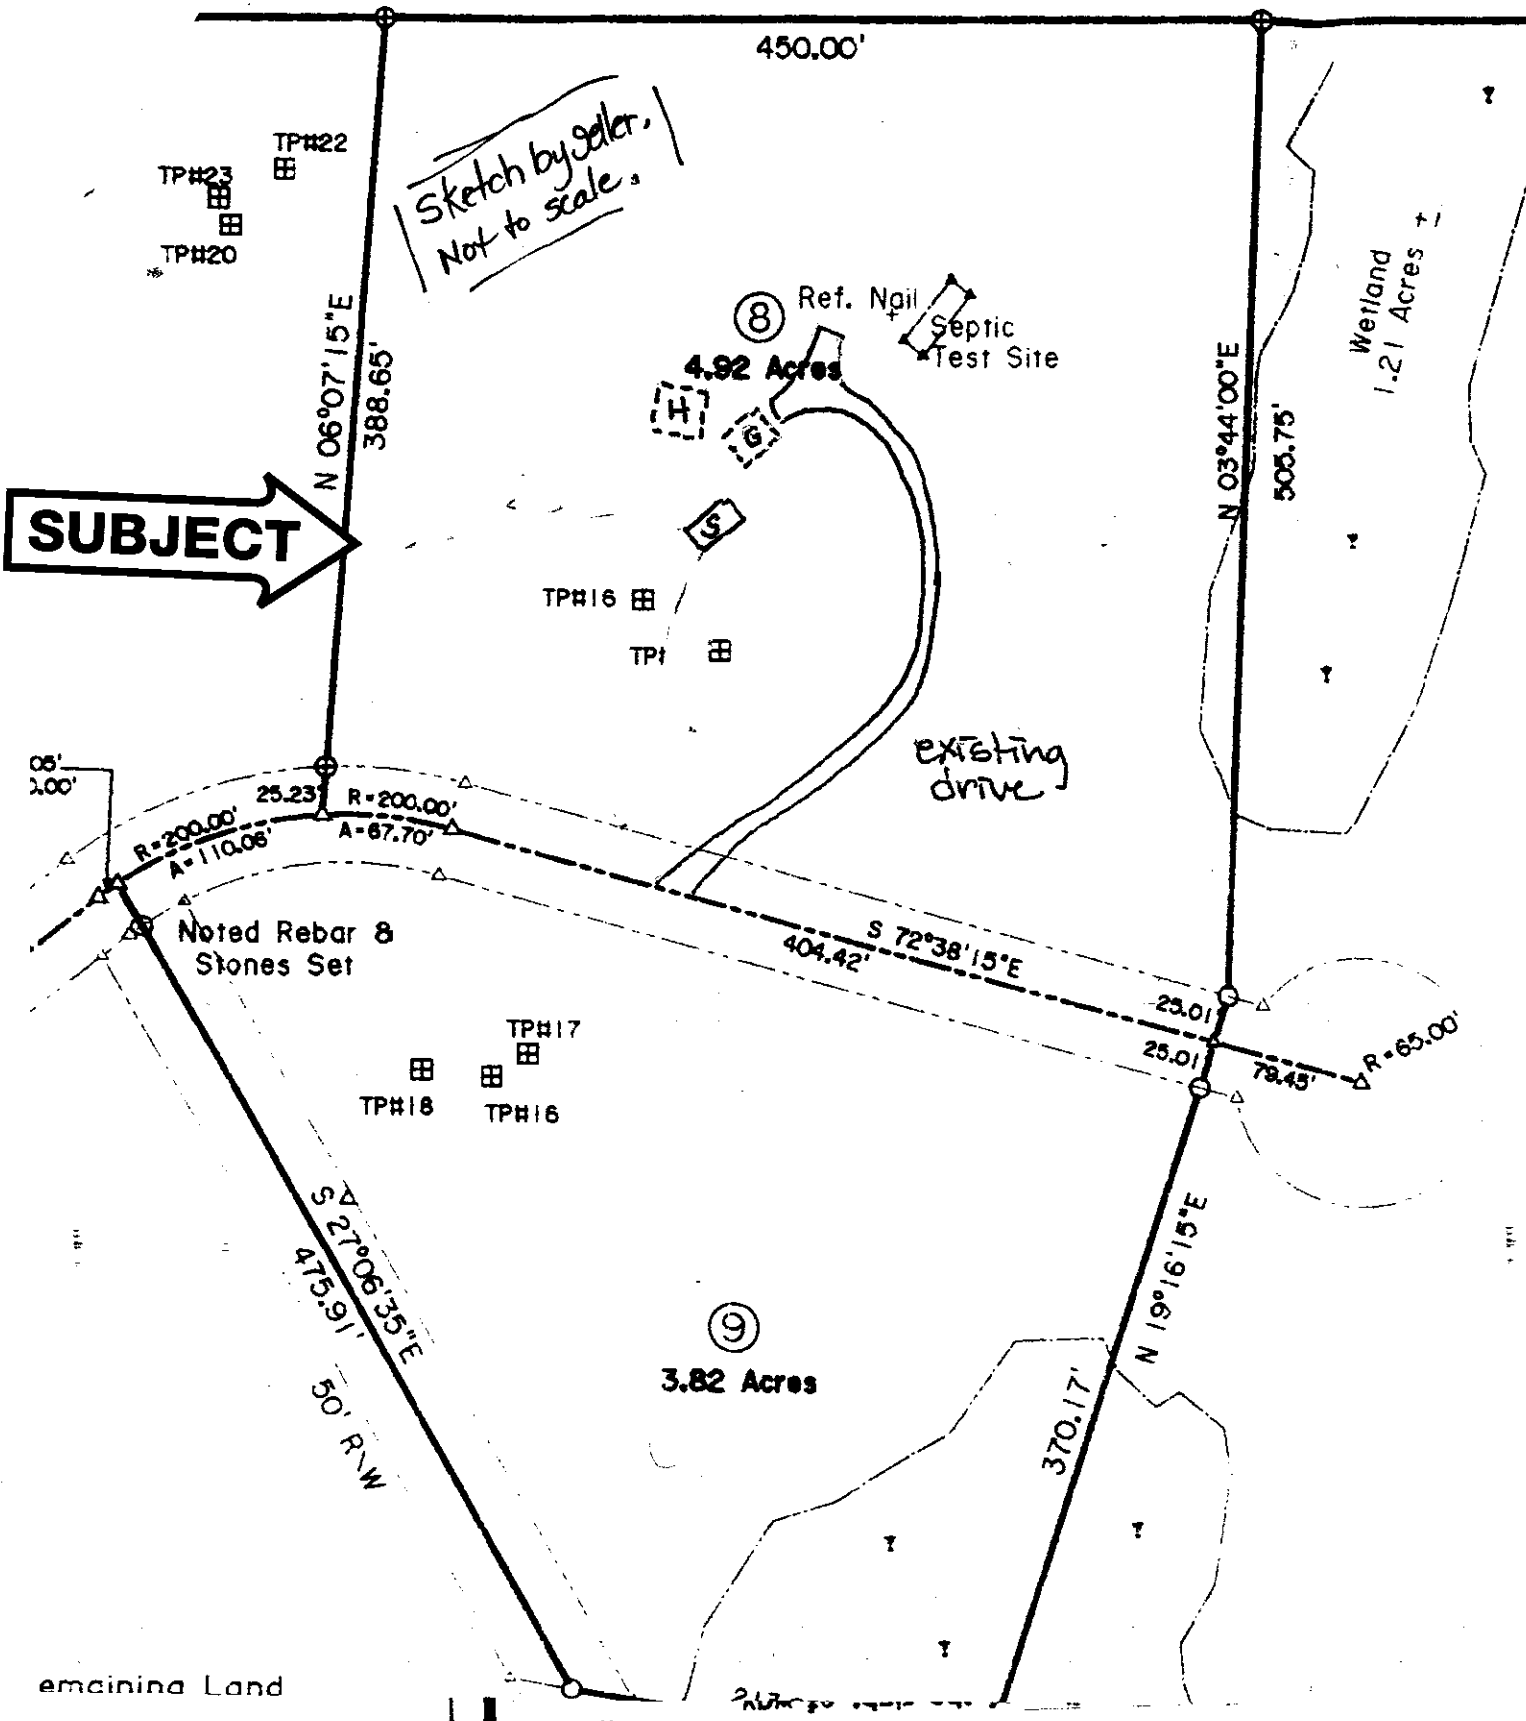 450.00'
Sketch by seller.
Not to scale.
TP#22
TP#23
TP#20
N 06°07'15"E
388.65'
8
4.92 Acres
Ref. Nail
Septic
Test Site
H
G
S
Wetland
1.21 Acres ±
N 03°44'00"E
505.75'
SUBJECT
TP#16
TP#
existing
drive
05'
0.00'
25.23'
R=200.00'
A=67.70'
R=200.00'
A=110.06'
Noted Rebar &
Stones Set
S 72°38'15"E
404.42'
25.01
25.01
79.45'
R=65.00'
TP#17
TP#18
TP#16
S 27°06'35"E
475.91'
50' R\W
9
3.82 Acres
N 19°16'15"E
370.17'
emaining Land